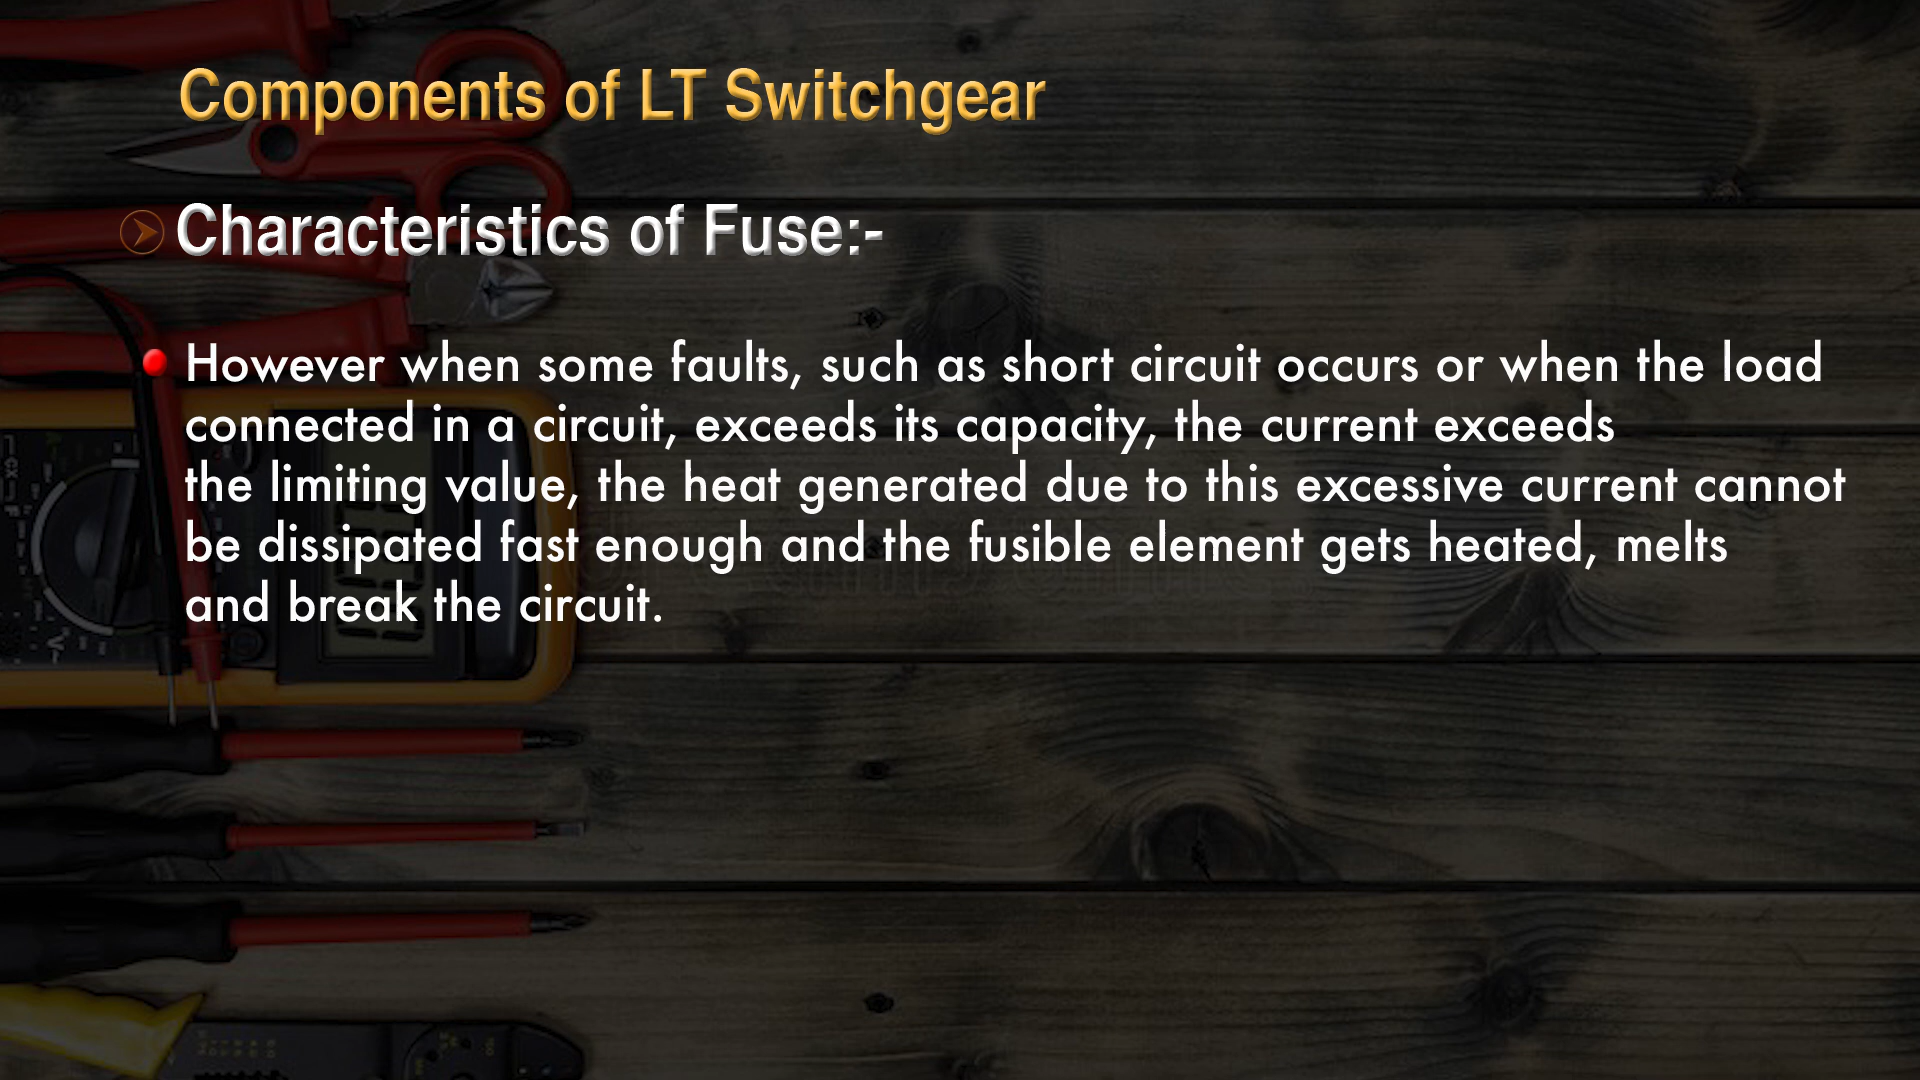 Components of LT Switchgear
Characteristics of Fuse:-
However when some faults, such as short circuit occurs or when the load
connected in a circuit, exceeds its capacity, the current exceeds
the limiting value, the heat generated due to this excessive current cannot
be dissipated fast enough and the fusible element gets heated, melts
and break the circuit.